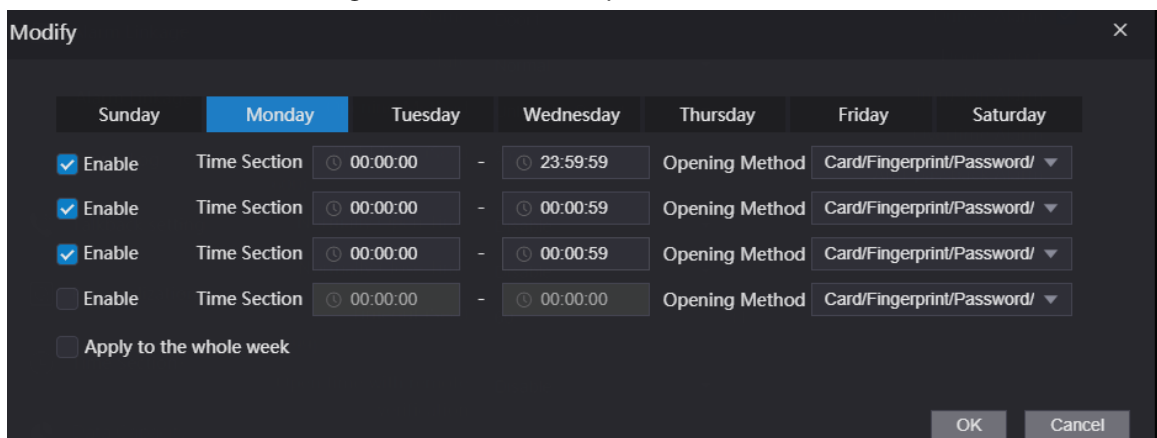 Modify
Sunday Monday Tuesday Wednesday Thursday Friday Saturday
Enable Time Section 00:00:00 - 23:59:59 Opening Method Card/Fingerprint/Password/
Enable Time Section 00:00:00 - 00:00:59 Opening Method Card/Fingerprint/Password/
Enable Time Section 00:00:00 - 00:00:59 Opening Method Card/Fingerprint/Password/
Enable Time Section 00:00:00 - 00:00:00 Opening Method Card/Fingerprint/Password/
Apply to the whole week
OK Cancel